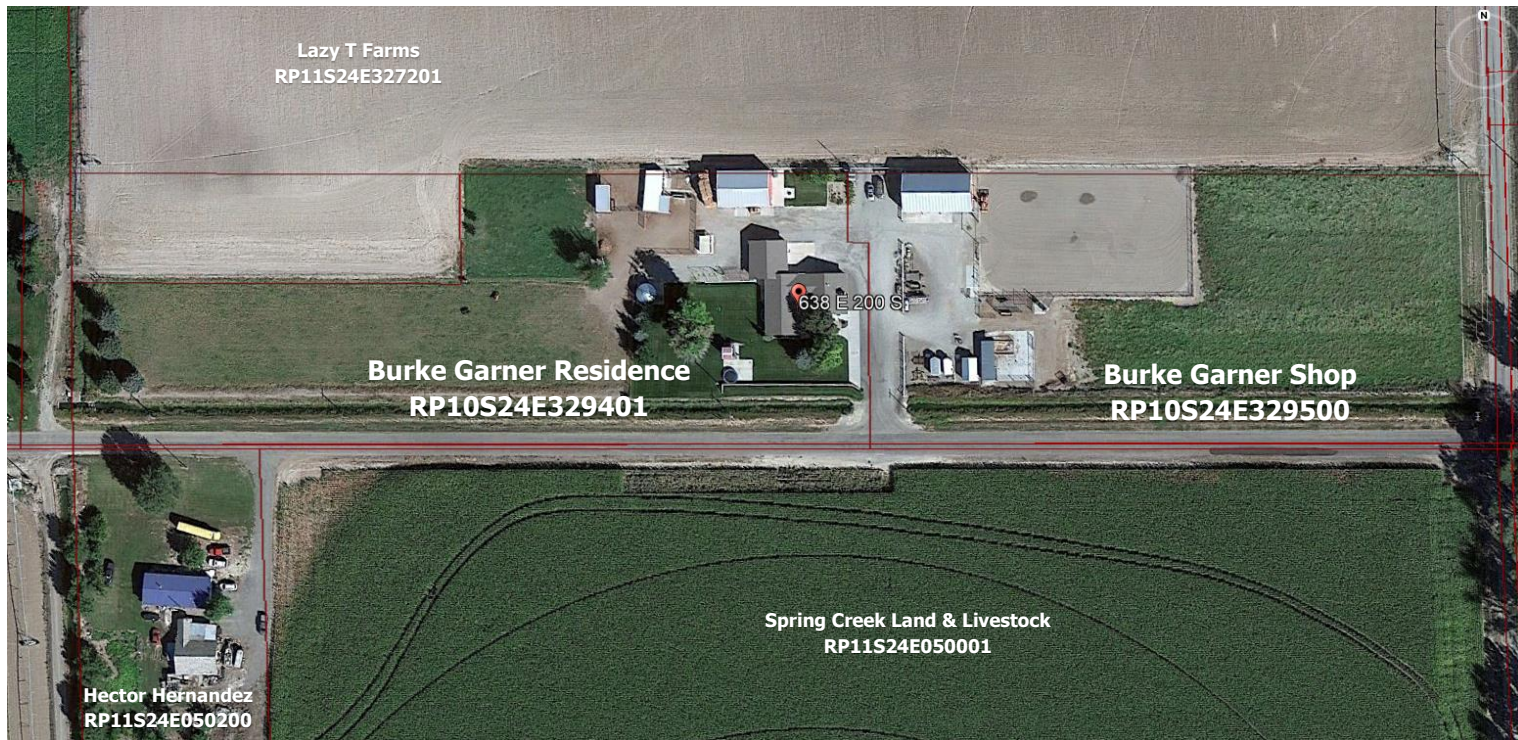 N
Lazy T Farms
RP11S24E327201
638 E 200 S
Burke Garner Residence
RP10S24E329401
Burke Garner Shop
RP10S24E329500
Spring Creek Land & Livestock
RP11S24E050001
Hector Hernandez
RP11S24E050200